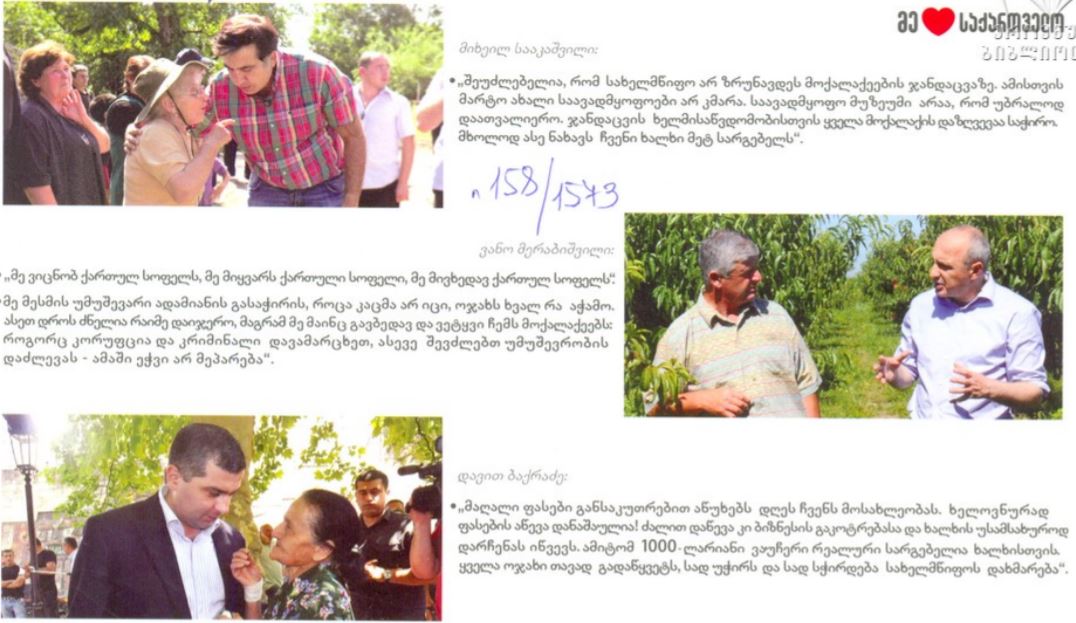 მე ❤ საქართველო
მიხეილ სააკაშვილი:
•„შეუძლებელია, რომ სახელმწიფო არ ზრუნავდეს მოქალაქეების ჯანდაცვაზე. ამისთვის
მარტო ახალი საავადმყოფოები არ კმარა. საავადმყოფო მუზეუმი არაა, რომ უბრალოდ
დაათვალიერო. ჯანდაცვის ხელმისაწვდომობისთვის ყველა მოქალაქის დაზღვევაა საჭირო.
მხოლოდ ასე ნახავს ჩვენი ხალხი მეტ სარგებელს“.
158/1573
ვანო მერაბიშვილი:
„მე ვიცნობ ქართულ სოფელს, მე მიყვარს ქართული სოფელი, მე მივხედავ ქართულ სოფელს“.
მე მესმის უმუშევარი ადამიანის გასაჭირის, როცა კაცმა არ იცი, ოჯახს ხვალ რა აჭამო.
ასეთ დროს ძნელია რაიმე დაიჯერო, მაგრამ მე მაინც გავბედავ და ვეტყვი ჩემს მოქალაქეებს:
როგორც კორუფცია და კრიმინალი დავამარცხეთ, ასევე შევძლებთ უმუშევრობის
დაძლევას - ამაში ეჭვი არ მეპარება“.
დავით ბაქრაძე:
•„მაღალი ფასები განსაკუთრებით აწუხებს დღეს ჩვენს მოსახლეობას. ხელოვნურად
ფასების აწევა დანაშაულია! ძალით დაწევა კი ბიზნესის გაკოტრებასა და ხალხის უსამსახუროდ
დარჩენას იწვევს. ამიტომ 1000-ლარიანი ვაუჩერი რეალური სარგებელია ხალხისთვის.
ყველა ოჯახი თავად გადაწყვეტს, სად უჭირს და სად სჭირდება სახელმწიფოს დახმარება“.